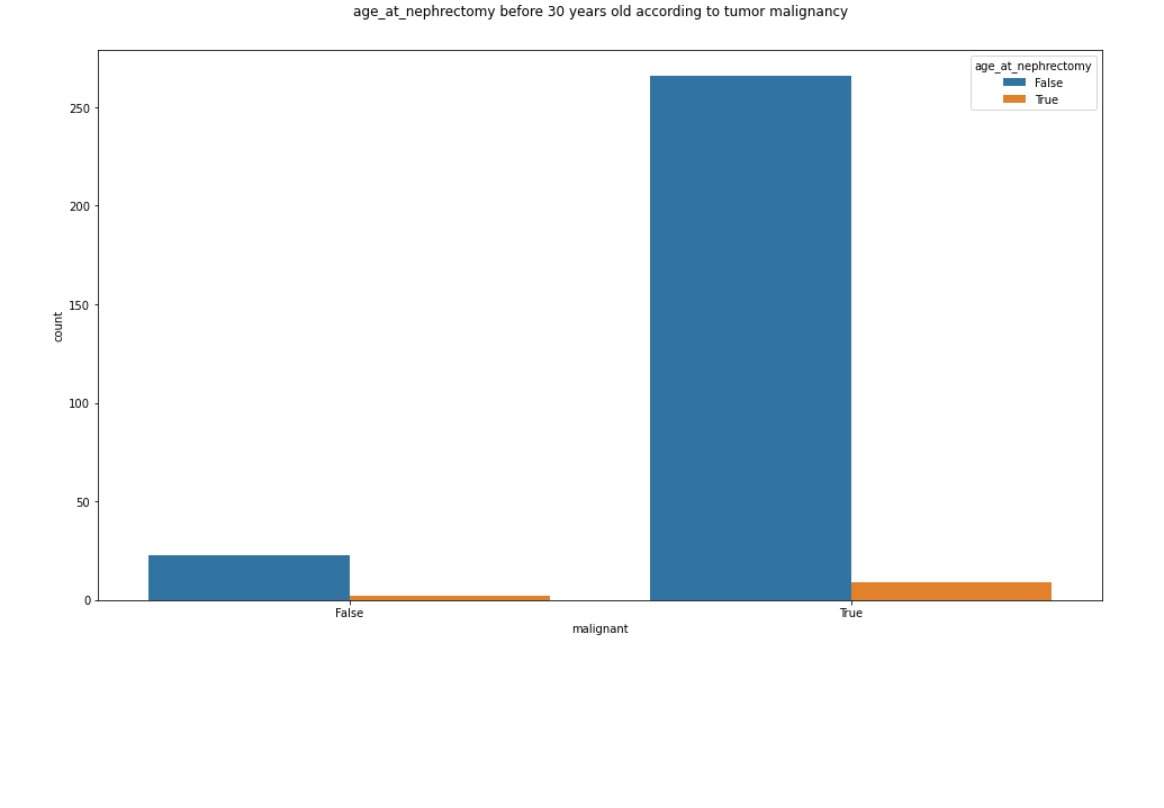 age_at_nephrectomy before 30 years old according to tumor malignancy
age_at_nephrectomy
False
True
250
200
150
100
50
0
count
False
True
malignant